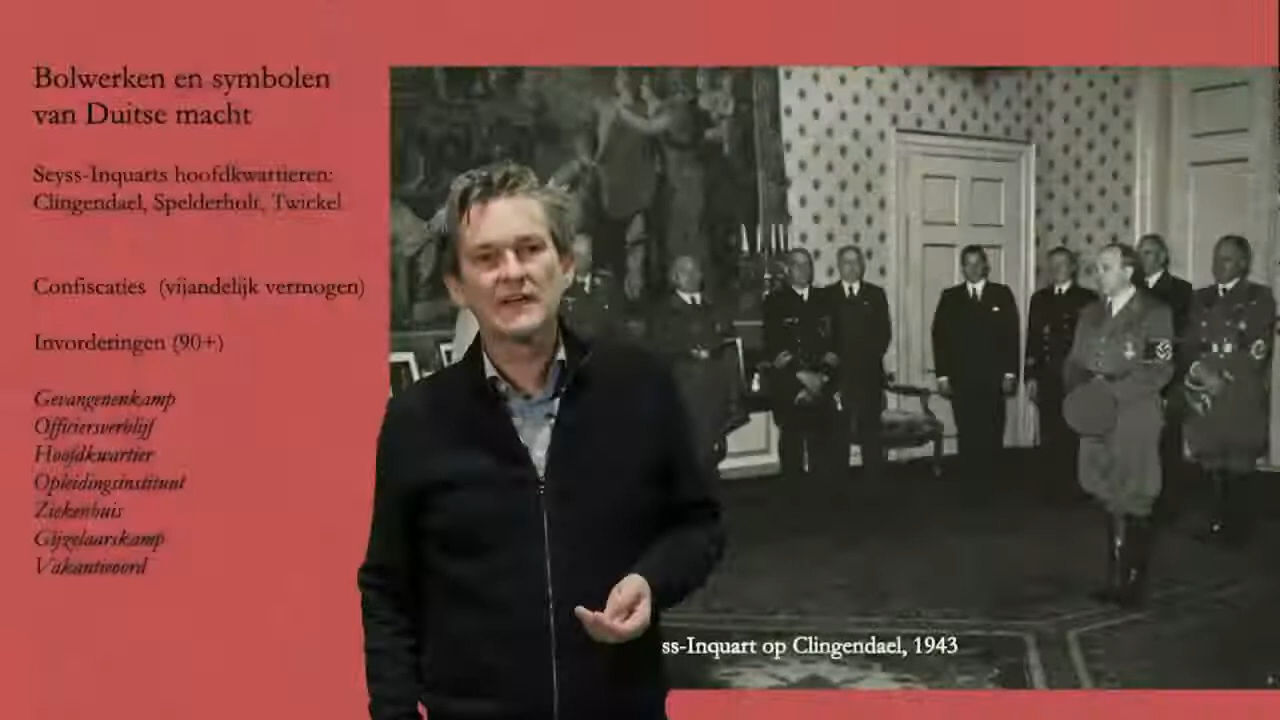 Bolwerken en symbolen
van Duitse macht
Seyss-Inquarts hoofdkwartieren:
Clingendael, Spelderholt, Twickel
Confiscaties (vijandelijk vermogen)
Invorderingen (90+)
Gevangenenkamp
Officiersverblijf
Hoofdkwartier
Opleidingsinstituut
Ziekenhuis
Gijzelaarskamp
Vakantieoord
ss-Inquart op Clingendael, 1943